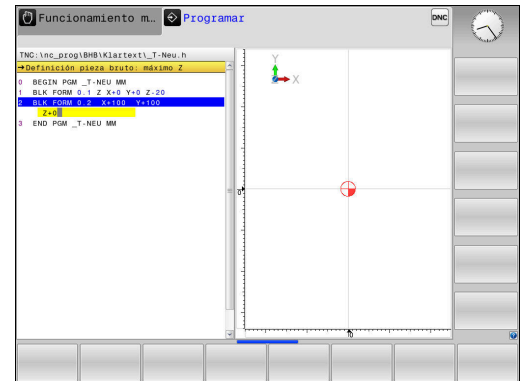 Funcionamiento m… Programar
DNC
TNC:\nc_prog\BHB\Klartext\_T-Neu.h
→Definición pieza bruto: máximo Z
0 BEGIN PGM _T-NEU MM
1 BLK FORM 0.1 Z X+0 Y+0 Z-20
2 BLK FORM 0.2 X+100 Y+100
Z+0
3 END PGM _T-NEU MM
Y
X
0
0